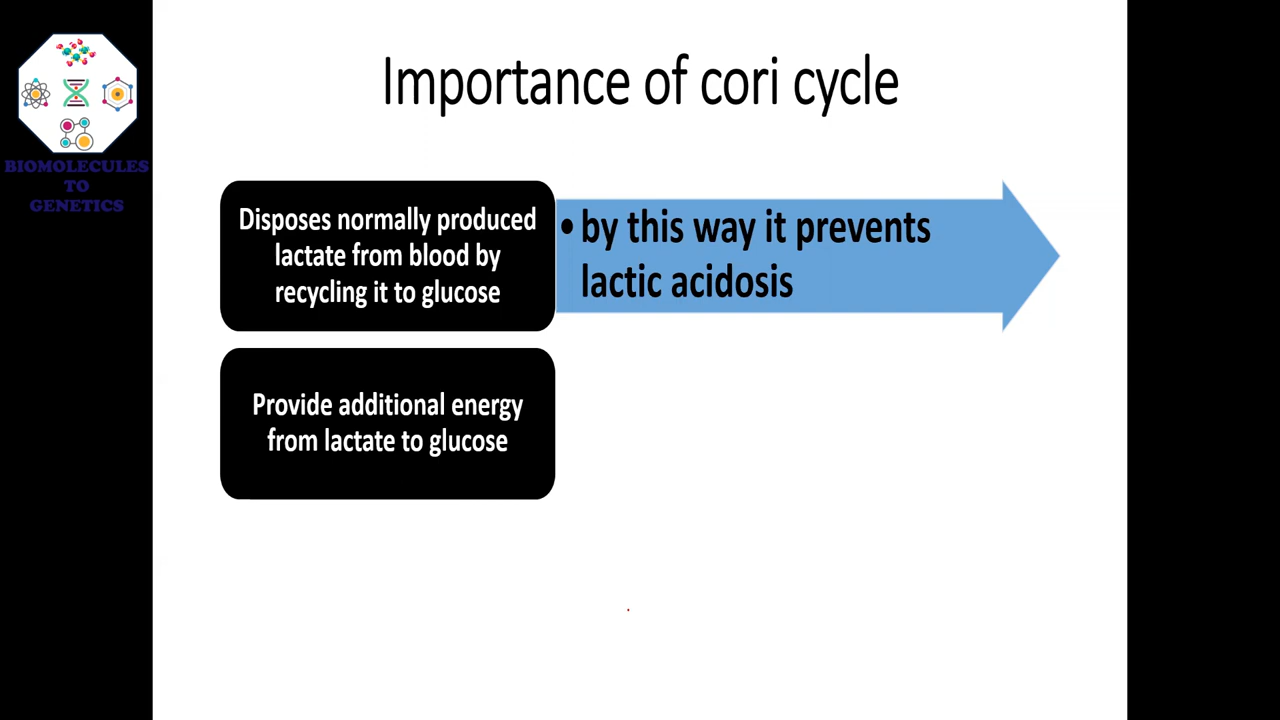 Importance of cori cycle
BIOMOLECULES
TO
GENETICS
Disposes normally produced
lactate from blood by
recycling it to glucose
• by this way it prevents
lactic acidosis
Provide additional energy
from lactate to glucose